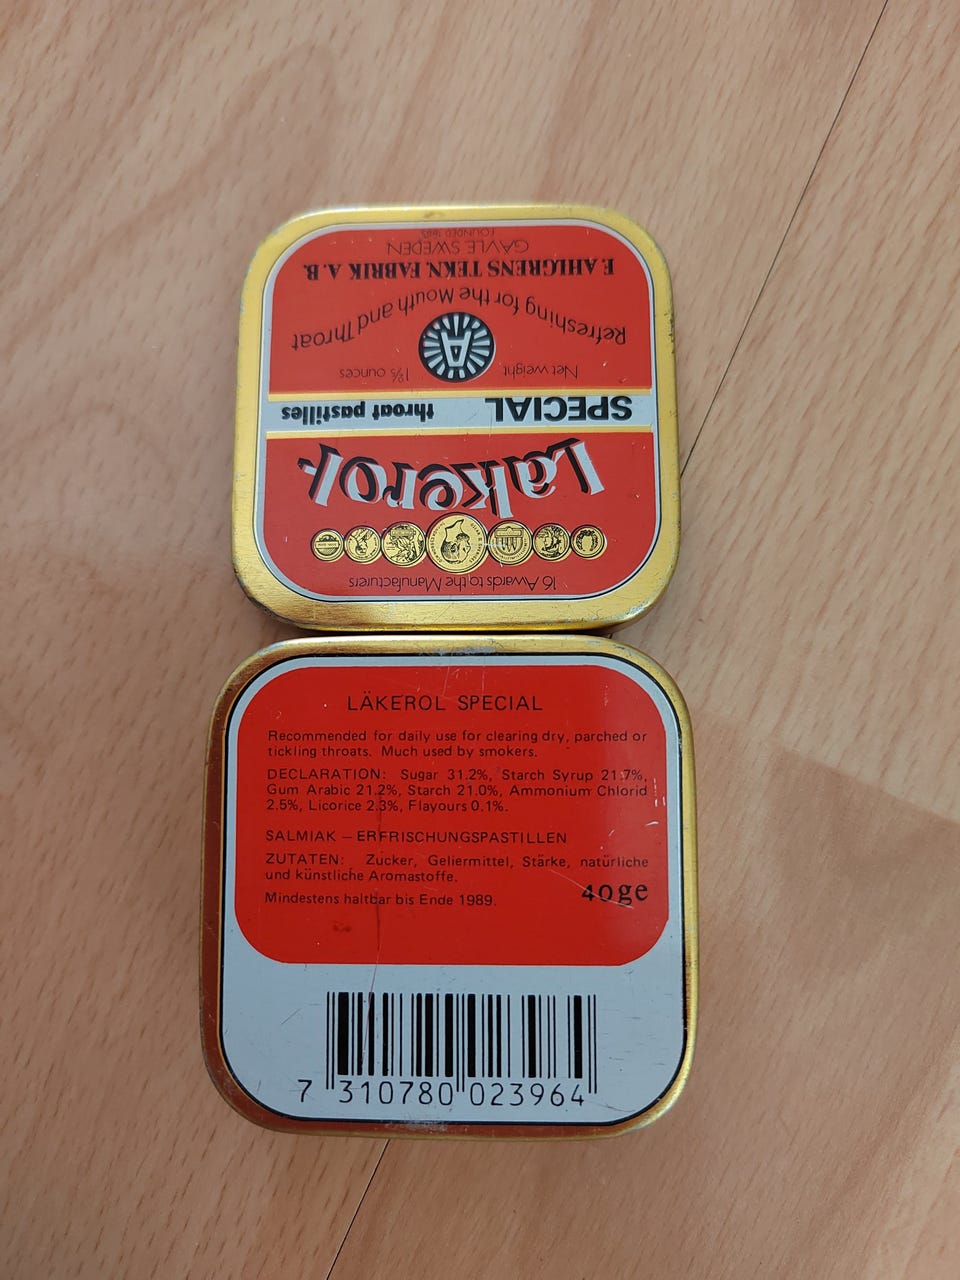 16 Awards to the Manufacturers
Läkerol
SPECIAL throat pastilles
Net weight 1⅖ ounces
A
Refreshing for the Mouth and Throat
F. AHLGRENS TEKN. FABRIK A.B.
GÄVLE SWEDEN
FOUNDED 1885
LÄKEROL SPECIAL
Recommended for daily use for clearing dry, parched or
tickling throats. Much used by smokers.
DECLARATION: Sugar 31.2%, Starch Syrup 21.7%,
Gum Arabic 21.2%, Starch 21.0%, Ammonium Chlorid
2.5%, Licorice 2.3%, Flavours 0.1%.
SALMIAK – ERFRISCHUNGSPASTILLEN
ZUTATEN: Zucker, Geliermittel, Stärke, natürliche
und künstliche Aromastoffe.
Mindestens haltbar bis Ende 1989. 40ge
7 310780 023964